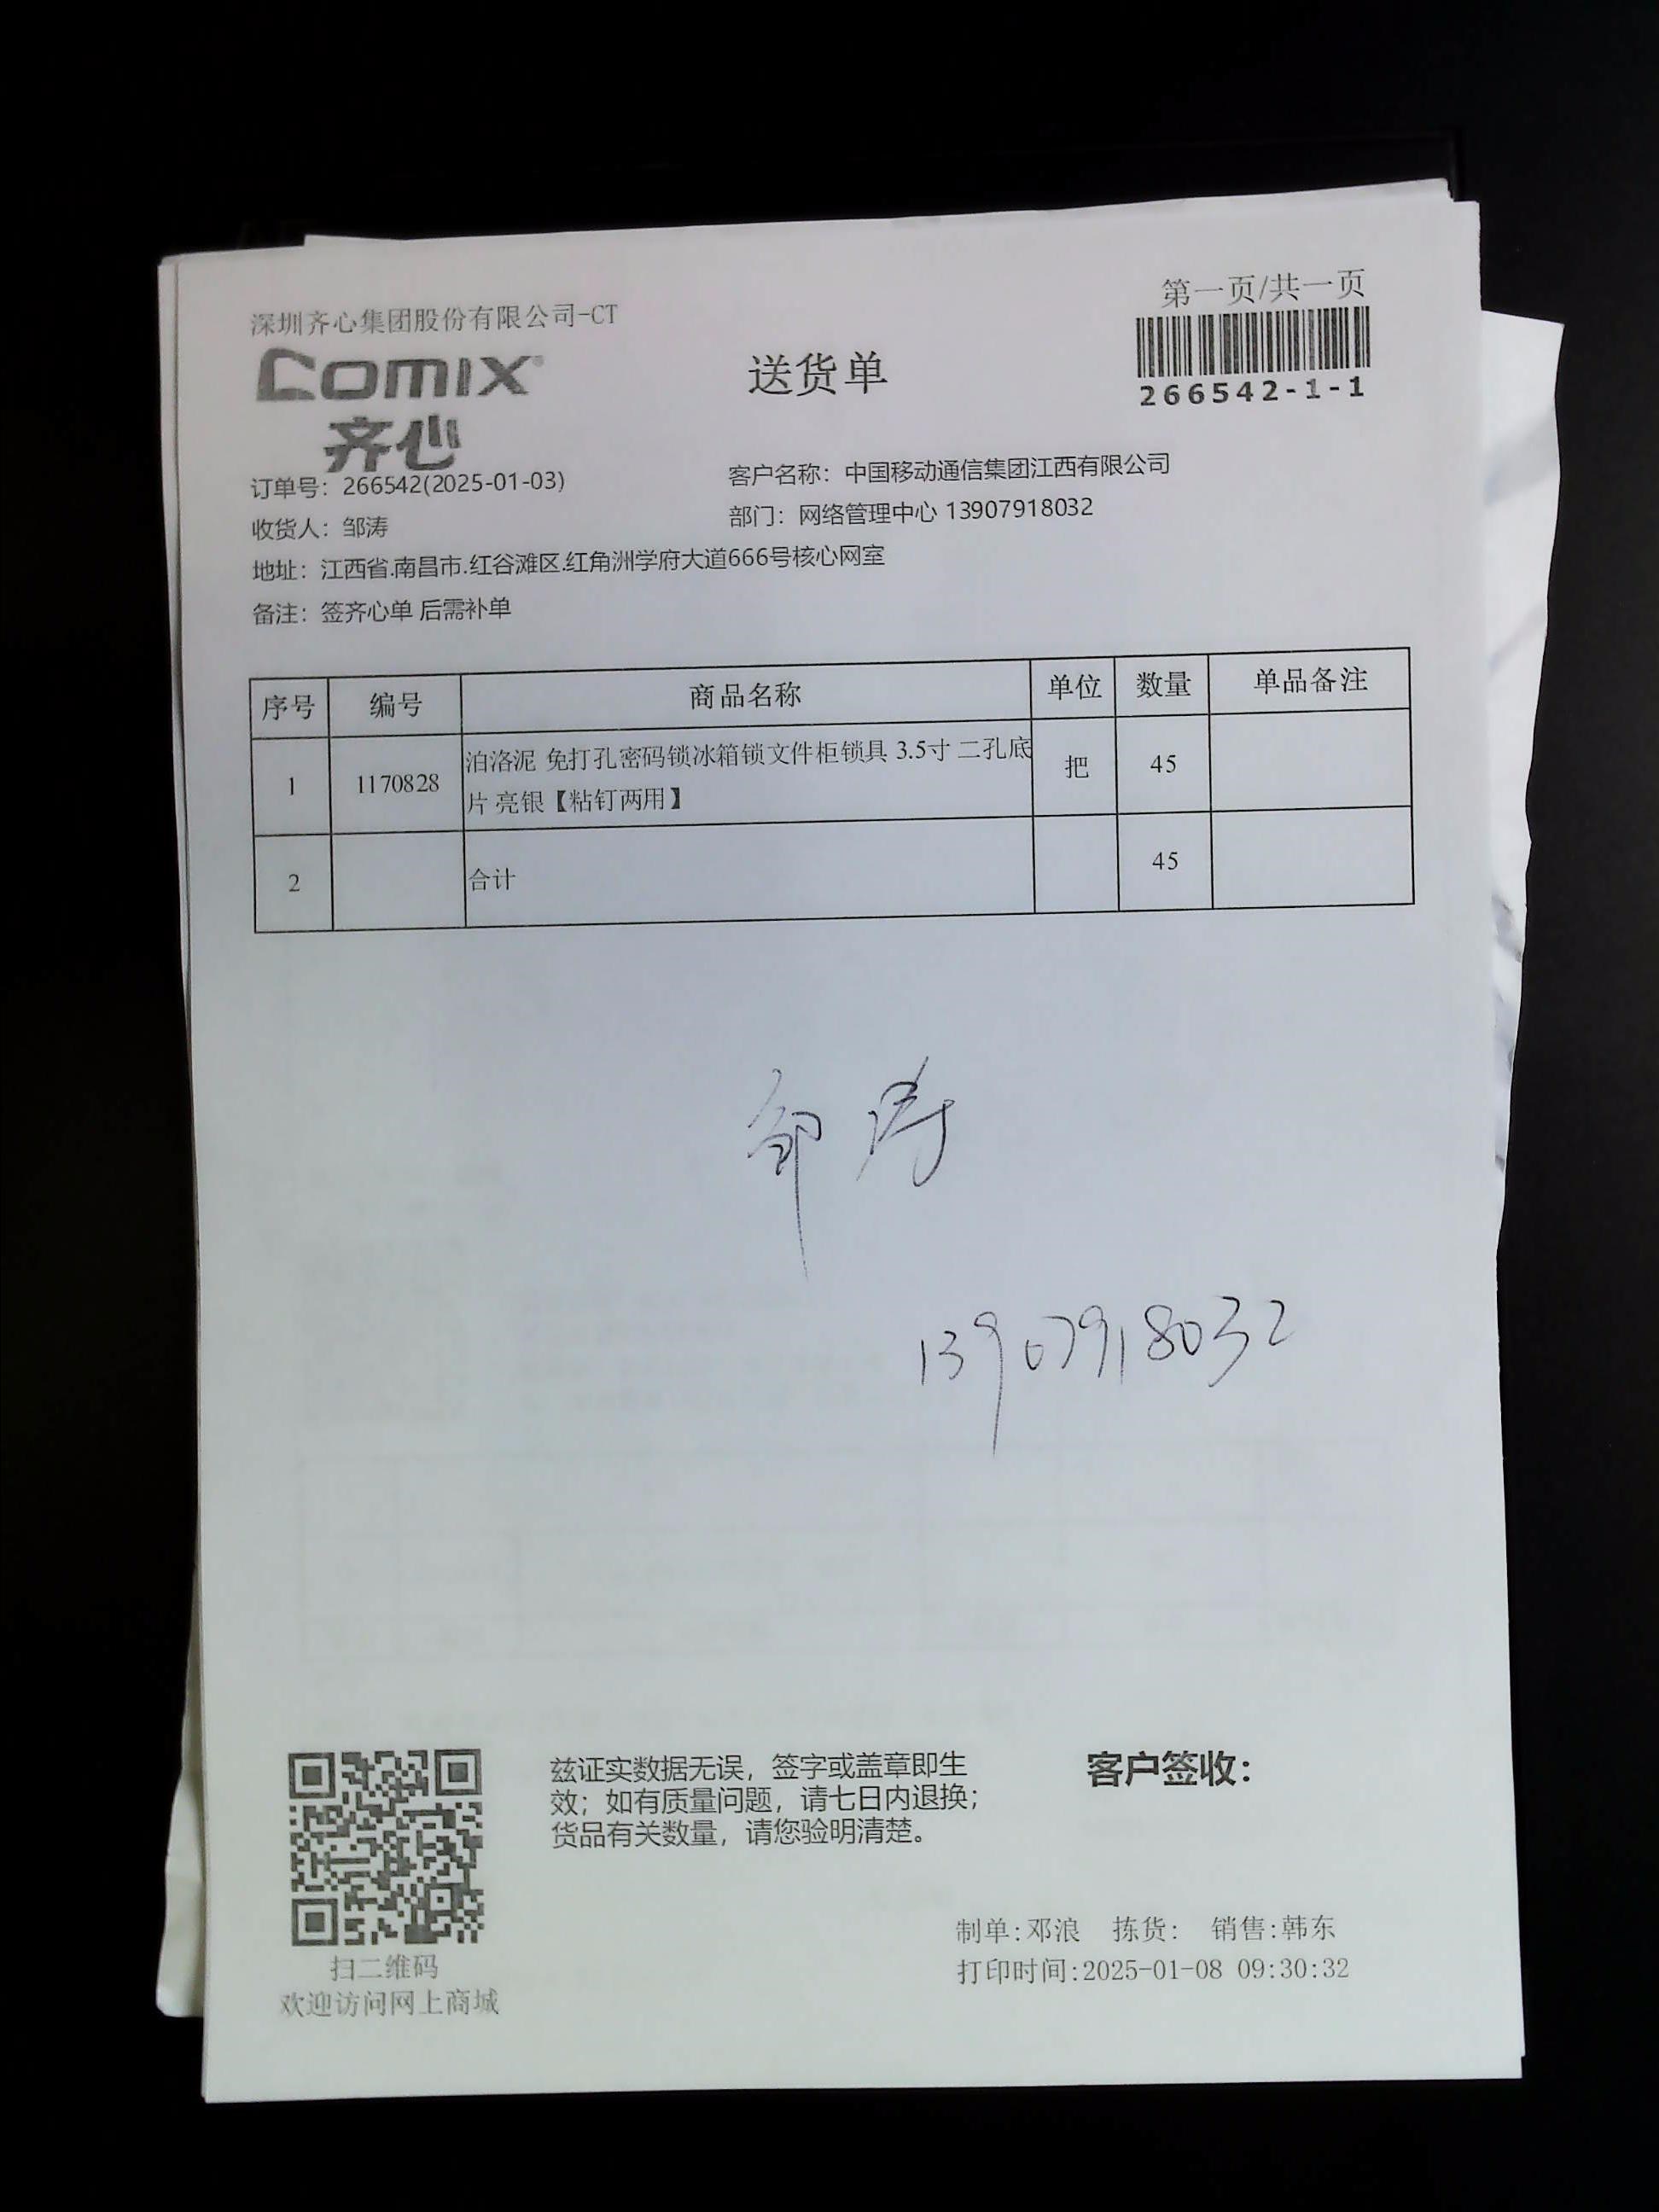 第一页/共一页
深圳齐心集团股份有限公司-CT
comix
齐心
送货单
266542-1-1
订单号：266542(2025-01-03)
客户名称：中国移动通信集团江西有限公司
收货人：邹涛
部门：网络管理中心 13907918032
地址：江西省.南昌市.红谷滩区.红角洲学府大道666号核心网室
备注：签齐心单 后需补单
序号 编号 商品名称 单位 数量 单品备注
1 1170828 泊洛泥 免打孔密码锁冰箱锁文件柜锁具 3.5寸 二孔底 把 45
片 亮银【粘钉两用】
2 合计 45
邹涛
13907918032
兹证实数据无误，签字或盖章即生
效；如有质量问题，请七日内退换；
货品有关数量，请您验明清楚。
客户签收：
扫二维码
欢迎访问网上商城
制单:邓浪 拣货: 销售:韩东
打印时间:2025-01-08 09:30:32